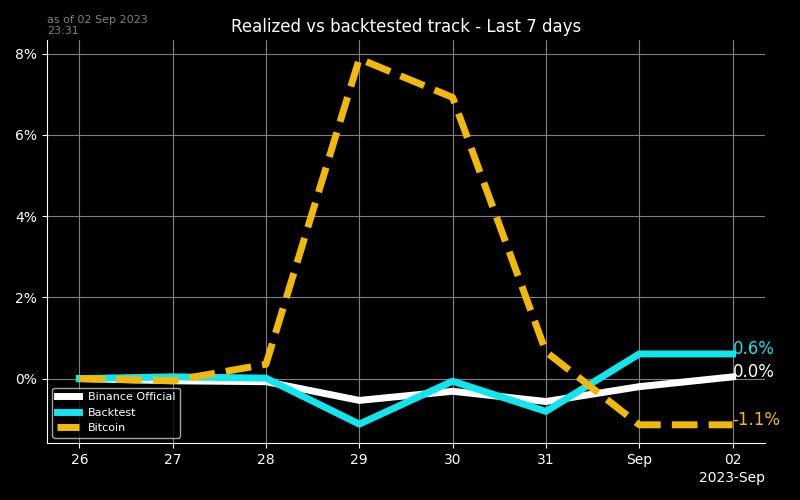 as of 02 Sep 2023
23:31
Realized vs backtested track - Last 7 days
8%
6%
4%
2%
0%
0.6%
0.0%
-1.1%
Binance Official
Backtest
Bitcoin
26 27 28 29 30 31 Sep 02
2023-Sep